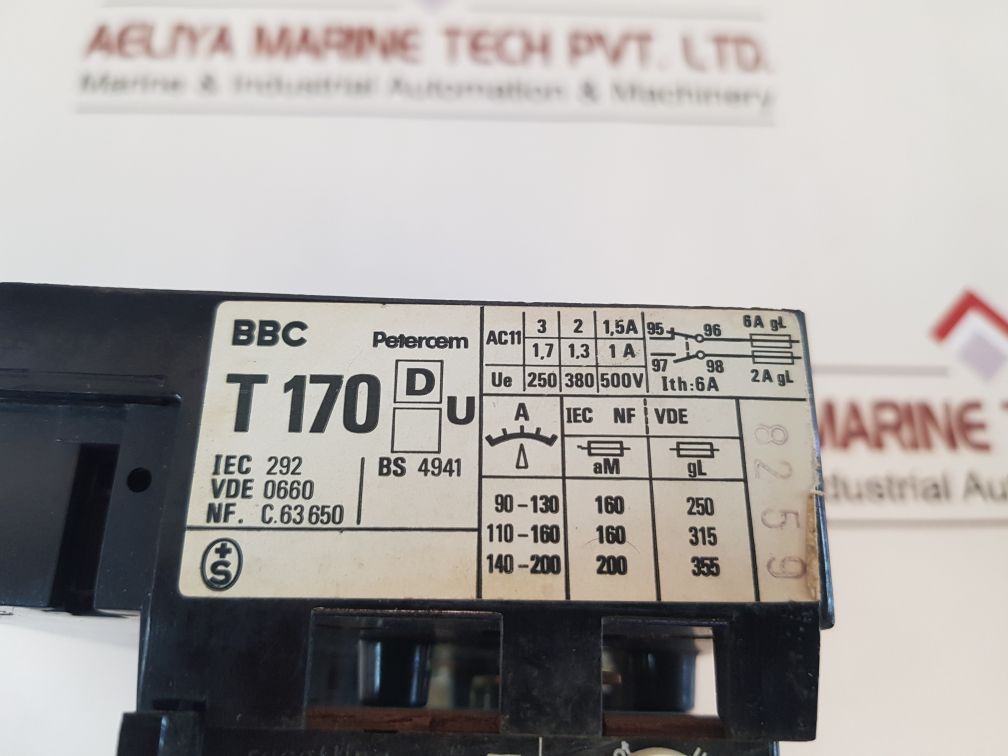 AELIYA MARINE TECH PVT. LTD.
Marine & Industrial Automation & Machinery
MARINE
dustrial Au
BBC
Petercem
T 170 D U
IEC 292
VDE 0660
NF. C.63 650
BS 4941
+S
AC11 3 2 1,5A
1,7 1,3 1 A
Ue 250 380 500V
95 96 6A gL
97 98 2A gL
Ith:6A
A IEC NF VDE
aM gL
90-130 160 250
110-160 160 315
140-200 200 355
8259